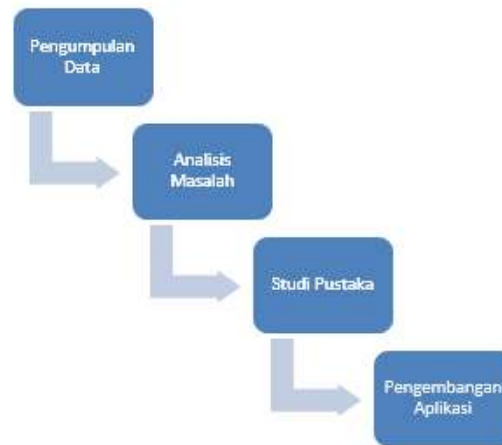 Pengumpulan
Data
Analisis
Masalah
Studi Pustaka
Pengembangan
Aplikasi